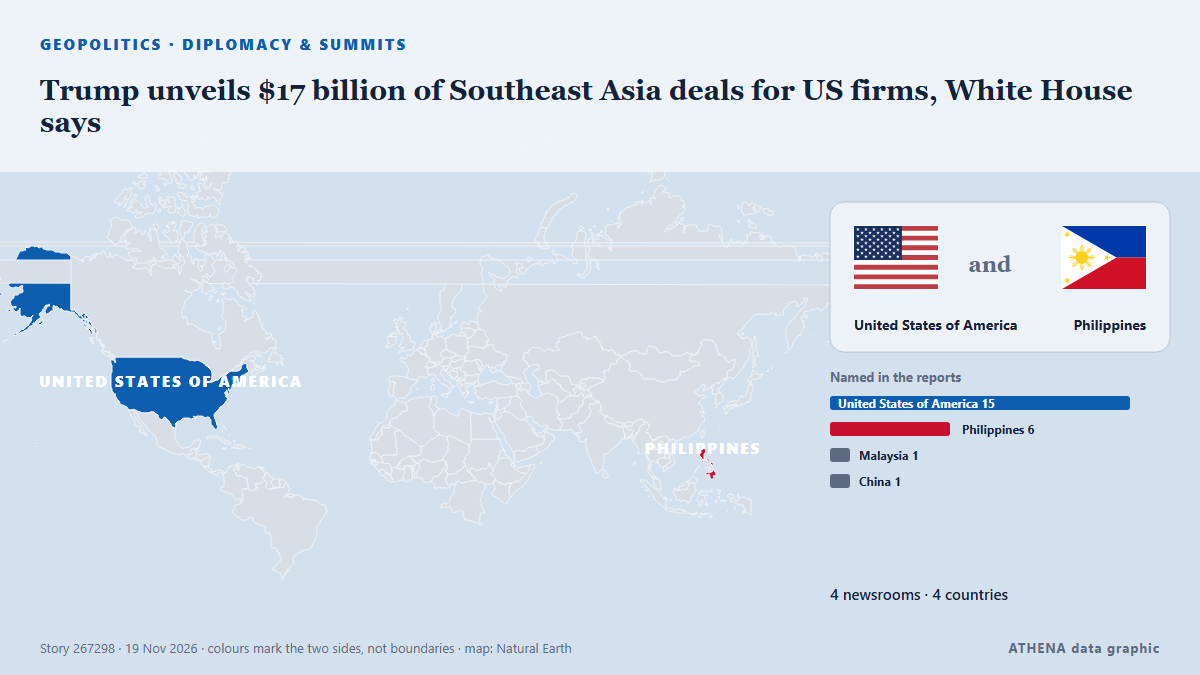 GEOPOLITICS · DIPLOMACY & SUMMITS
Trump unveils $17 billion of Southeast Asia deals for US firms, White House
says
and
United States of America
Philippines
Named in the reports
United States of America 15
Philippines 6
Malaysia 1
China 1
UNITED STATES OF AMERICA
PHILIPPINES
4 newsrooms · 4 countries
Story 267298 · 19 Nov 2026 · colours mark the two sides, not boundaries · map: Natural Earth
ATHENA data graphic